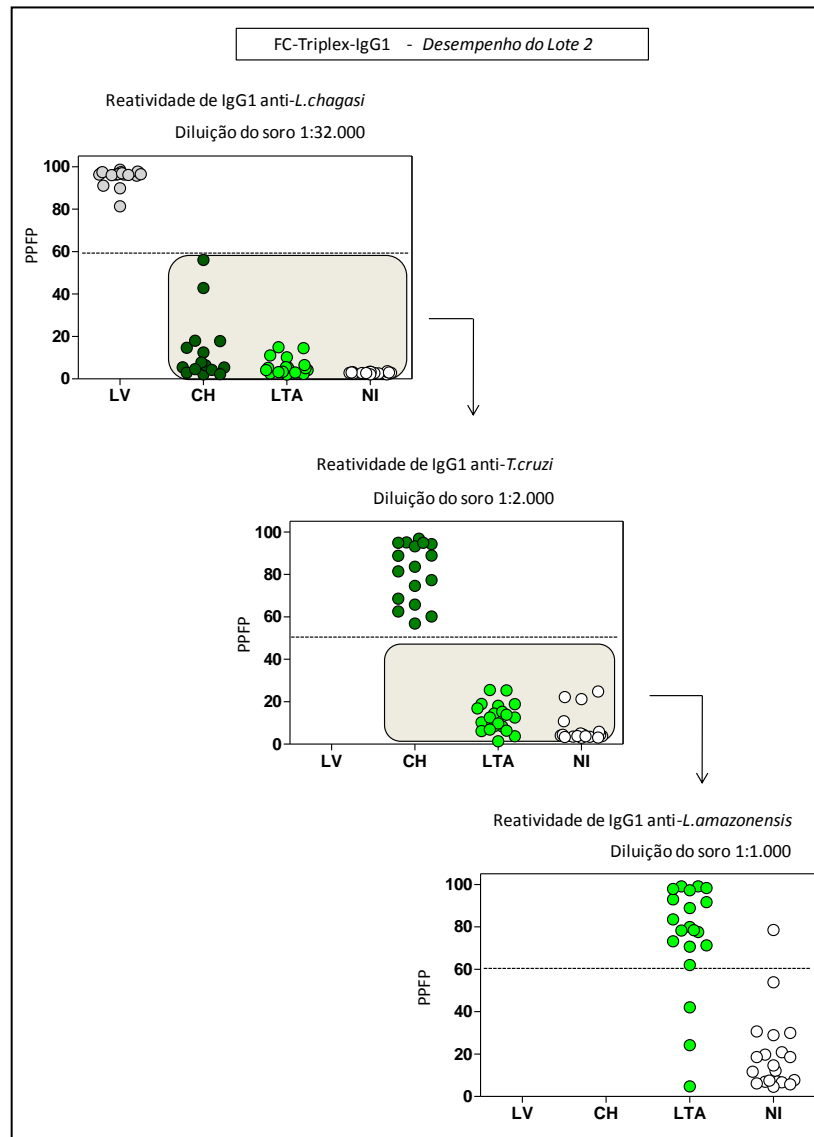 FC-Triplex-IgG1 - Desempenho do Lote 2
Reatividade de IgG1 anti-L.chagasi
Diluição do soro 1:32.000
PPFP
100
80
60
40
20
0
LV CH LTA NI
Reatividade de IgG1 anti-T.cruzi
Diluição do soro 1:2.000
PPFP
100
80
60
40
20
0
LV CH LTA NI
Reatividade de IgG1 anti-L.amazonensis
Diluição do soro 1:1.000
PPFP
100
80
60
40
20
0
LV CH LTA NI